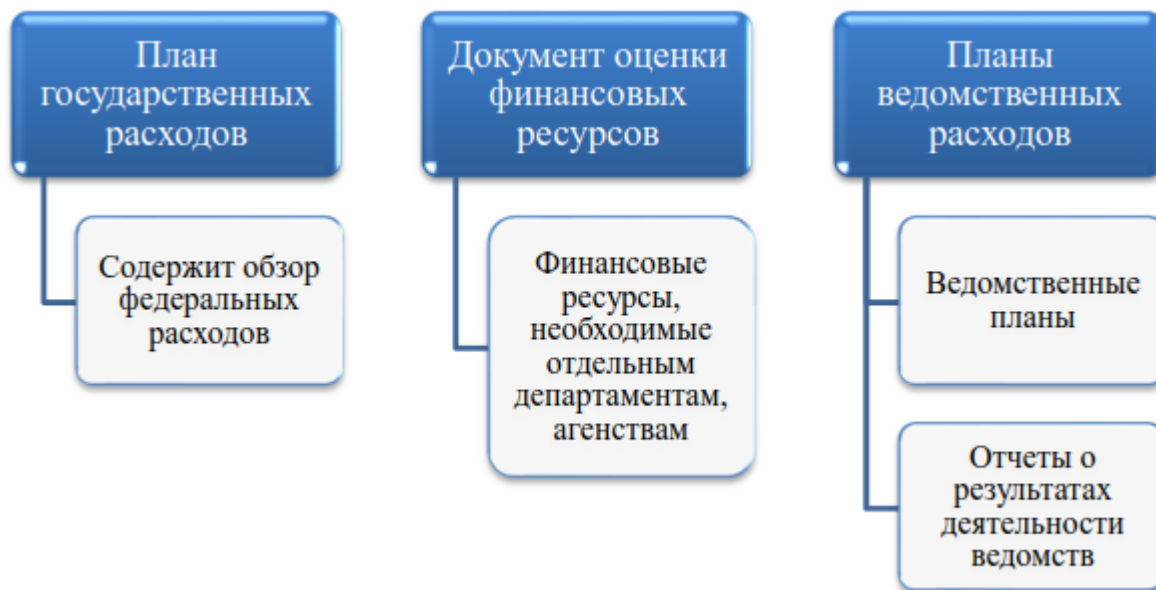 План
государственных
расходов
Содержит обзор
федеральных
расходов
Документ оценки
финансовых
ресурсов
Финансовые
ресурсы,
необходимые
отдельным
департаментам,
агенствам
Планы
ведомственных
расходов
Ведомственные
планы
Отчеты о
результатах
деятельности
ведомств